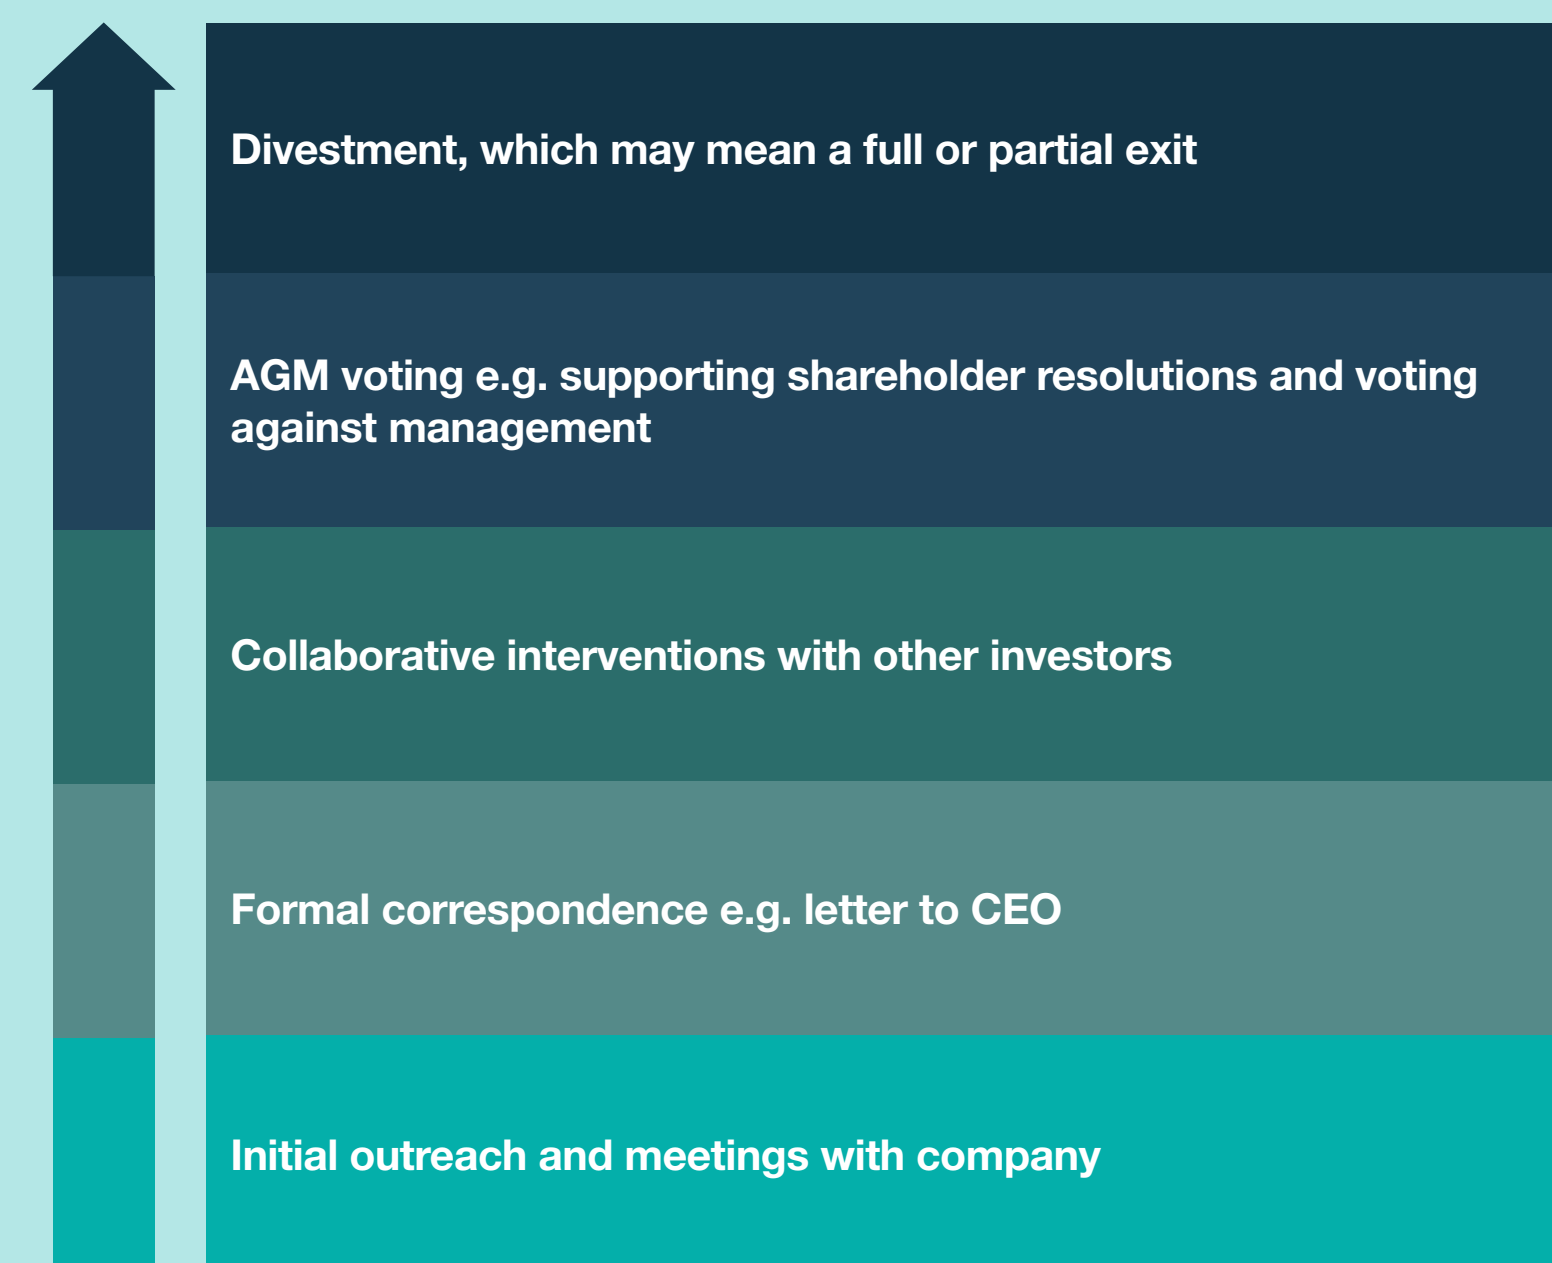 Divestment, which may mean a full or partial exit
AGM voting e.g. supporting shareholder resolutions and voting
against management
Collaborative interventions with other investors
Formal correspondence e.g. letter to CEO
Initial outreach and meetings with company